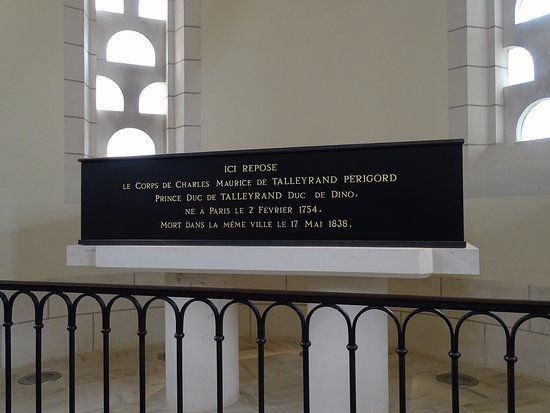 ICI REPOSE
LE CORPS DE CHARLES MAURICE DE TALLEYRAND PERIGORD
PRINCE DUC DE TALLEYRAND DUC DE DINO,
NÉ A PARIS LE 2 FÉVRIER 1754,
MORT DANS LA MÊME VILLE LE 17 MAI 1838,